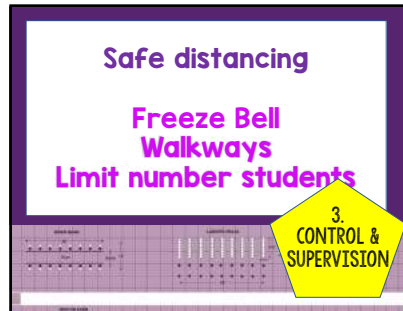 Safe distancing
Freeze Bell
Walkways
Limit number students
3.
CONTROL &
SUPERVISION